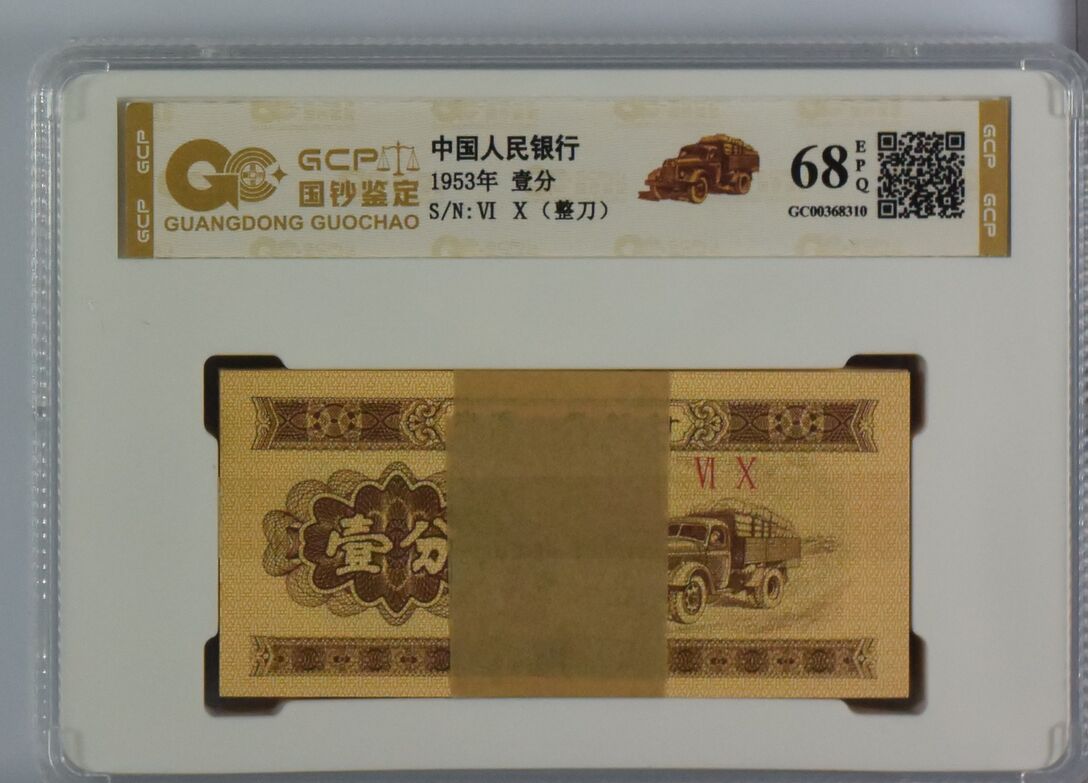 GCP
GCP
GC
GCP
国钞鉴定
GUANGDONG GUOCHAO
中国人民银行
1953年 壹分
S/N:Ⅵ Ⅹ（整刀）
68
EPQ
GC00368310
GCP
GCP
Ⅵ Ⅹ
壹分